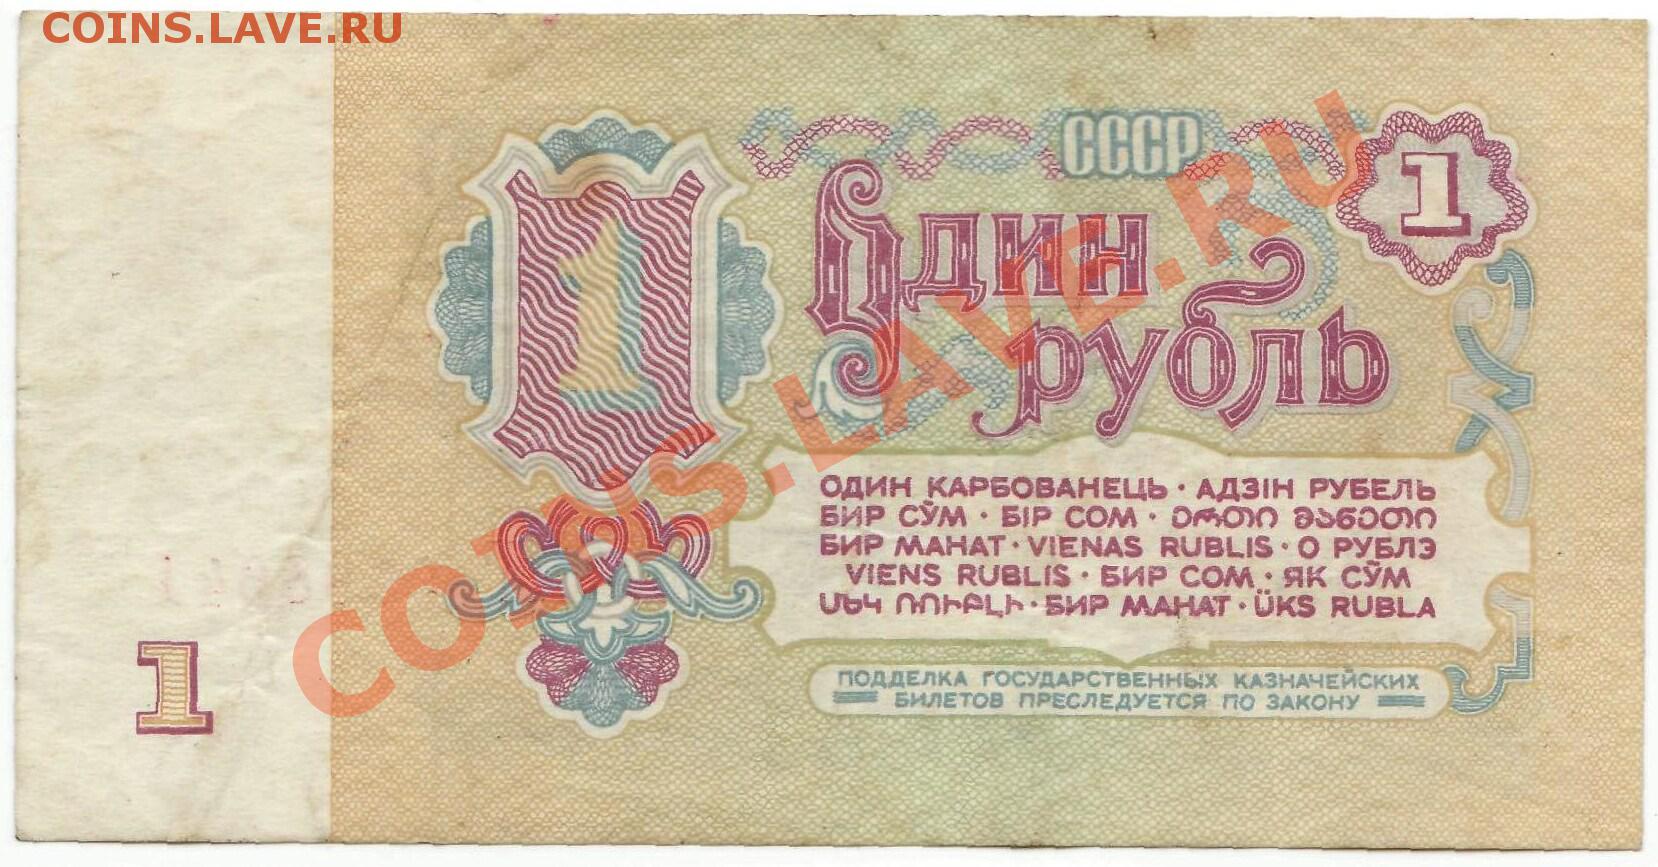 COINS.LAVE.RU
СССР
1
1
Один
рубль
COINS.LAVE.RU
ОДИН КАРБОВАНЕЦЬ · АДЗІН РУБЕЛЬ
БИР СЎМ · БІР СОМ · ᲔᲠᲗᲘ ᲛᲐᲜᲔᲗᲘ
БИР МАНАТ · VIENAS RUBLIS · О РУБЛЭ
VIENS RUBLIS · БИР СОМ · ЯК СЎМ
ՄԵԿ ՌՈՒԲԼԻ · БИР МАНАТ · ÜKS RUBLA
1
ПОДДЕЛКА ГОСУДАРСТВЕННЫХ КАЗНАЧЕЙСКИХ
БИЛЕТОВ ПРЕСЛЕДУЕТСЯ ПО ЗАКОНУ